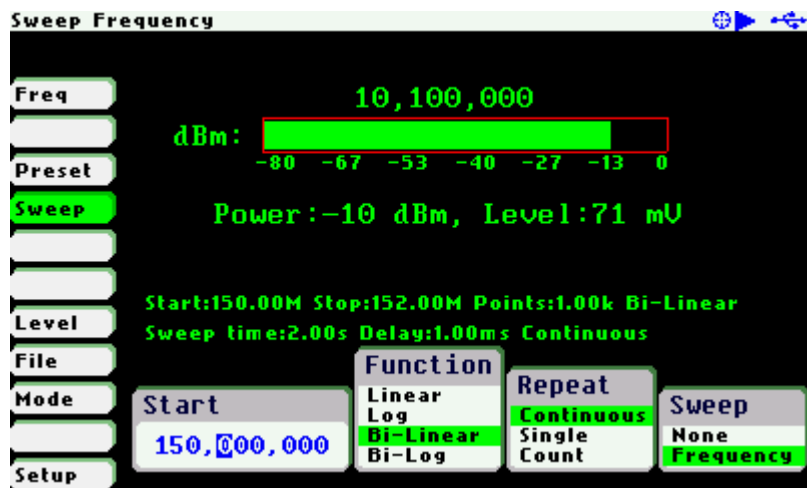 Sweep Frequency
Freq
Preset
Sweep
Level
File
Mode
Setup
10,100,000
dBm:
-80 -67 -53 -40 -27 -13 0
Power:-10 dBm, Level:71 mV
Start:150.00M Stop:152.00M Points:1.00k Bi-Linear
Sweep time:2.00s Delay:1.00ms Continuous
Start
150,000,000
Function
Linear
Log
Bi-Linear
Bi-Log
Repeat
Continuous
Single
Count
Sweep
None
Frequency